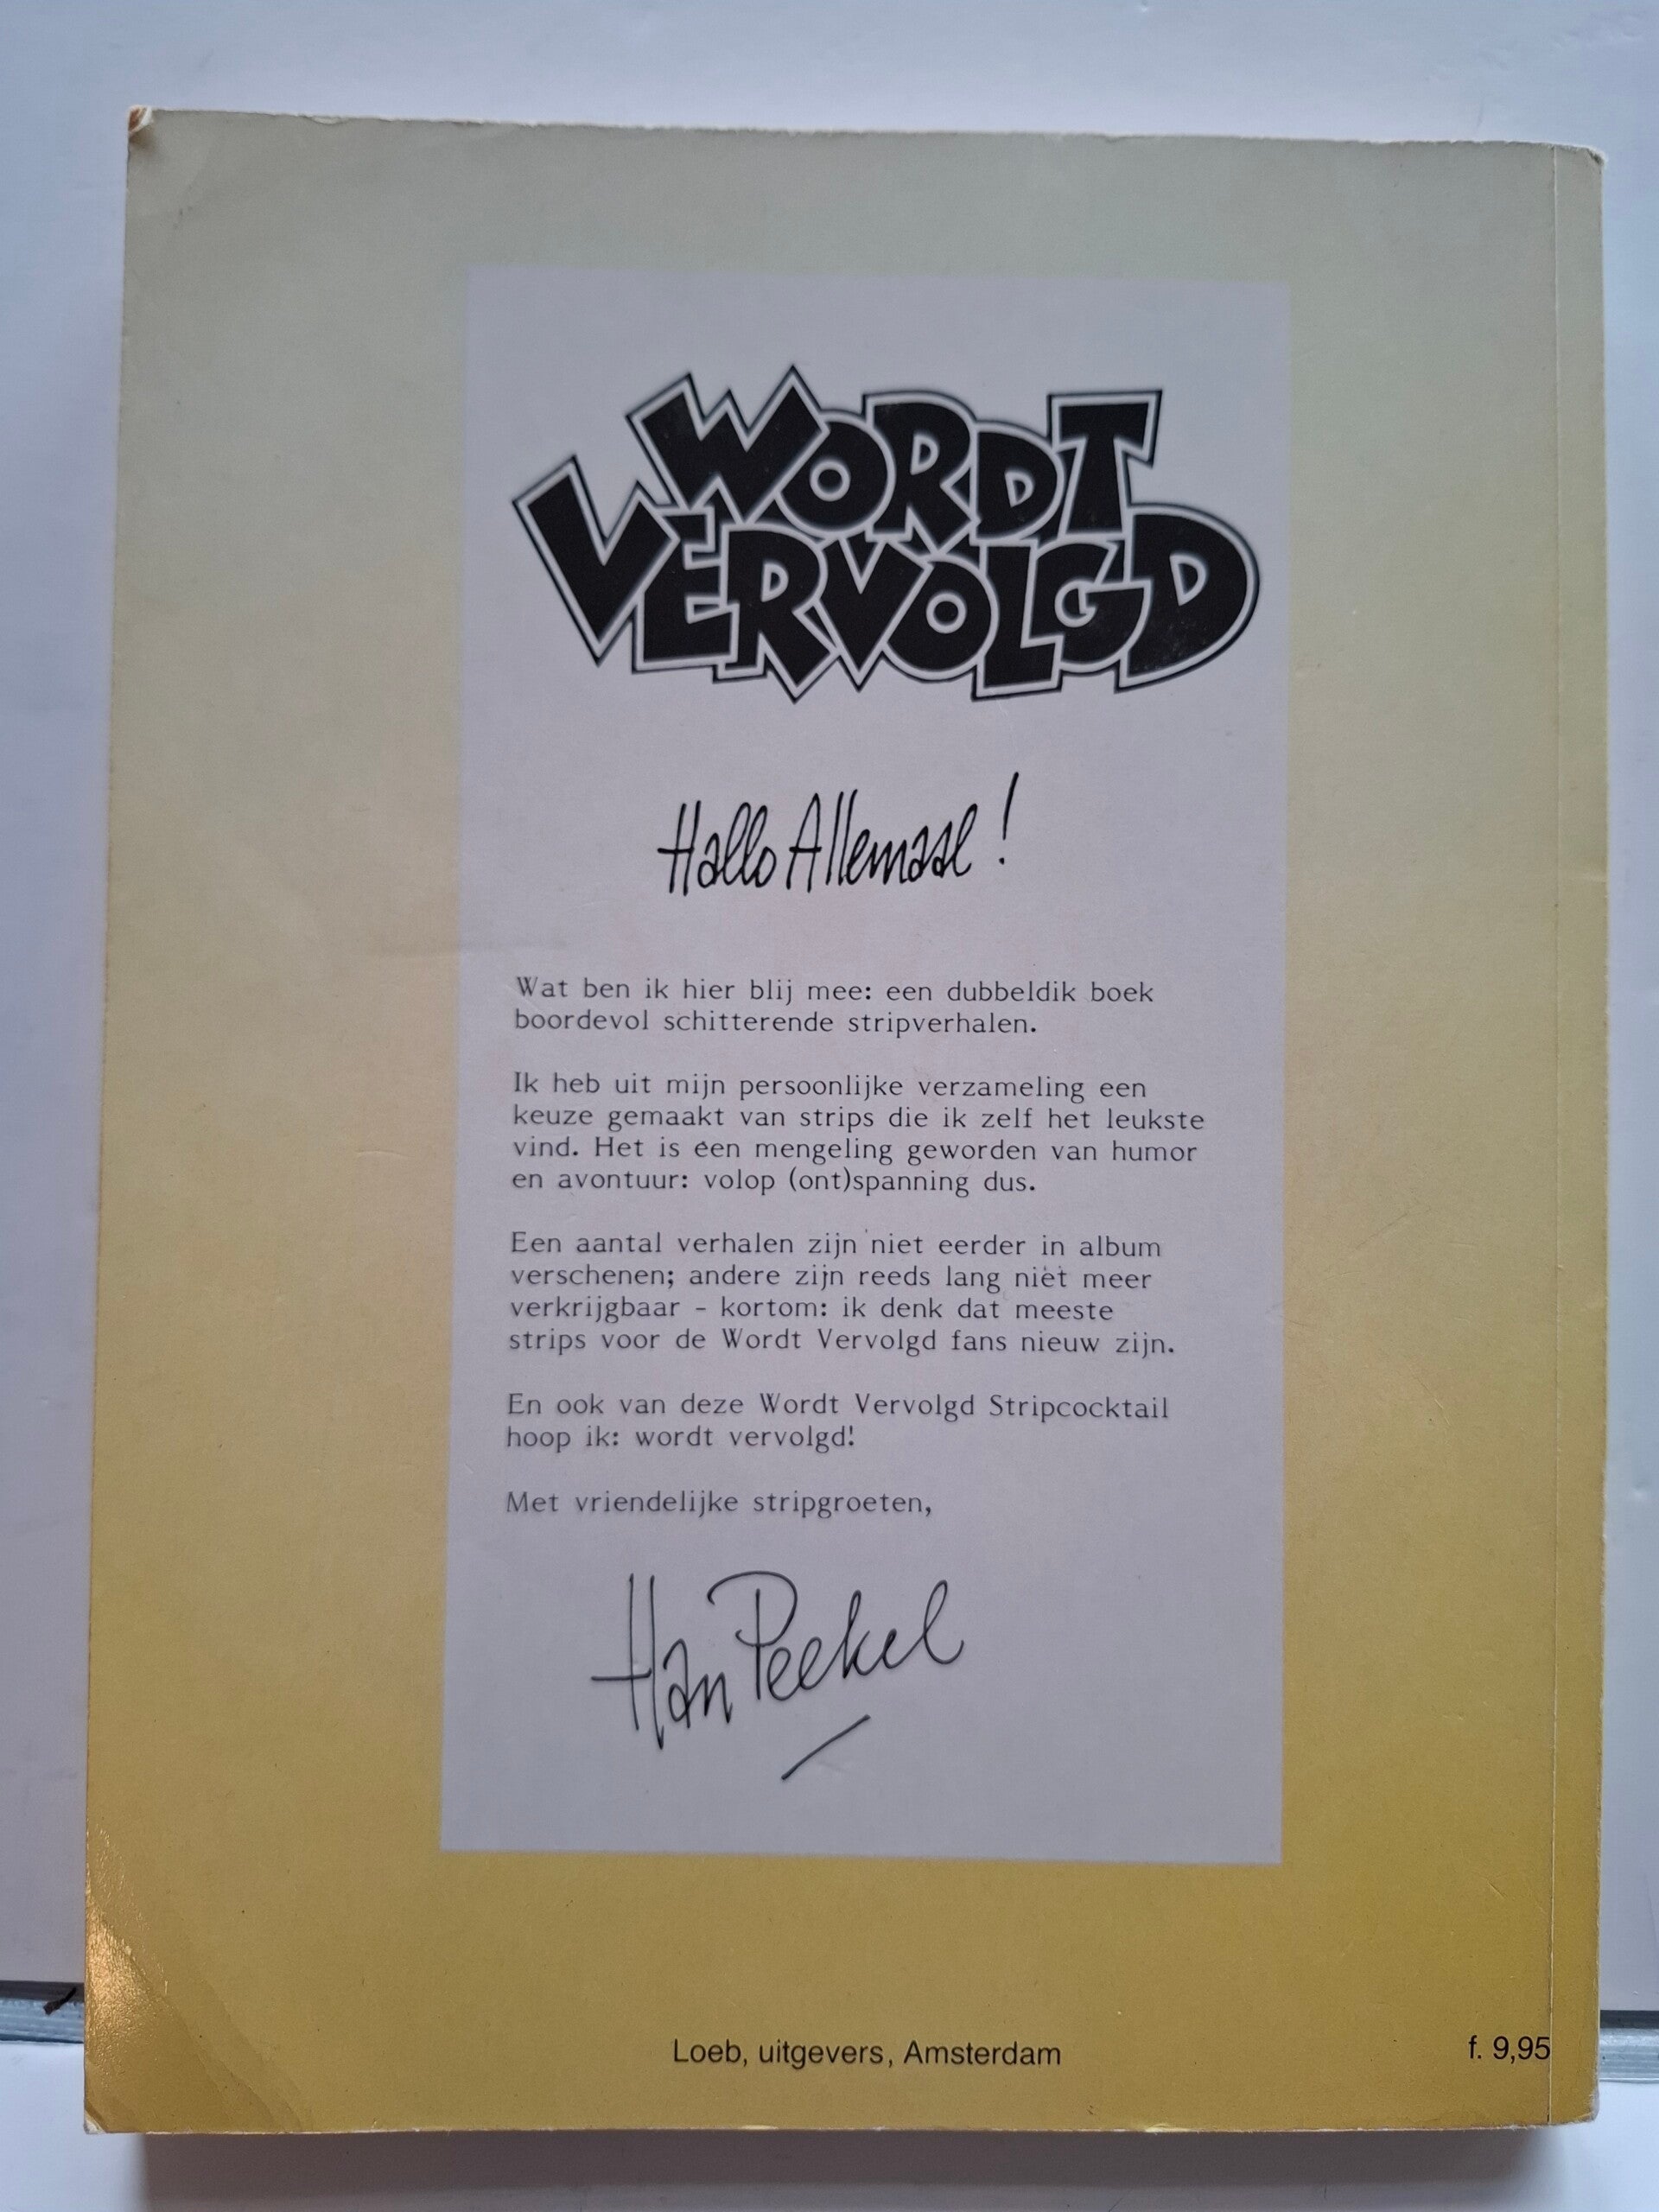 WORDT
VERVOLGD
Hallo Allemaal!
Wat ben ik hier blij mee: een dubbeldik boek
boordevol schitterende stripverhalen.
Ik heb uit mijn persoonlijke verzameling een
keuze gemaakt van strips die ik zelf het leukste
vind. Het is een mengeling geworden van humor
en avontuur: volop (ont)spanning dus.
Een aantal verhalen zijn niet eerder in album
verschenen; andere zijn reeds lang niet meer
verkrijgbaar - kortom: ik denk dat meeste
strips voor de Wordt Vervolgd fans nieuw zijn.
En ook van deze Wordt Vervolgd Stripcocktail
hoop ik: wordt vervolgd!
Met vriendelijke stripgroeten,
Han Peekel
Loeb, uitgevers, Amsterdam
f. 9,95